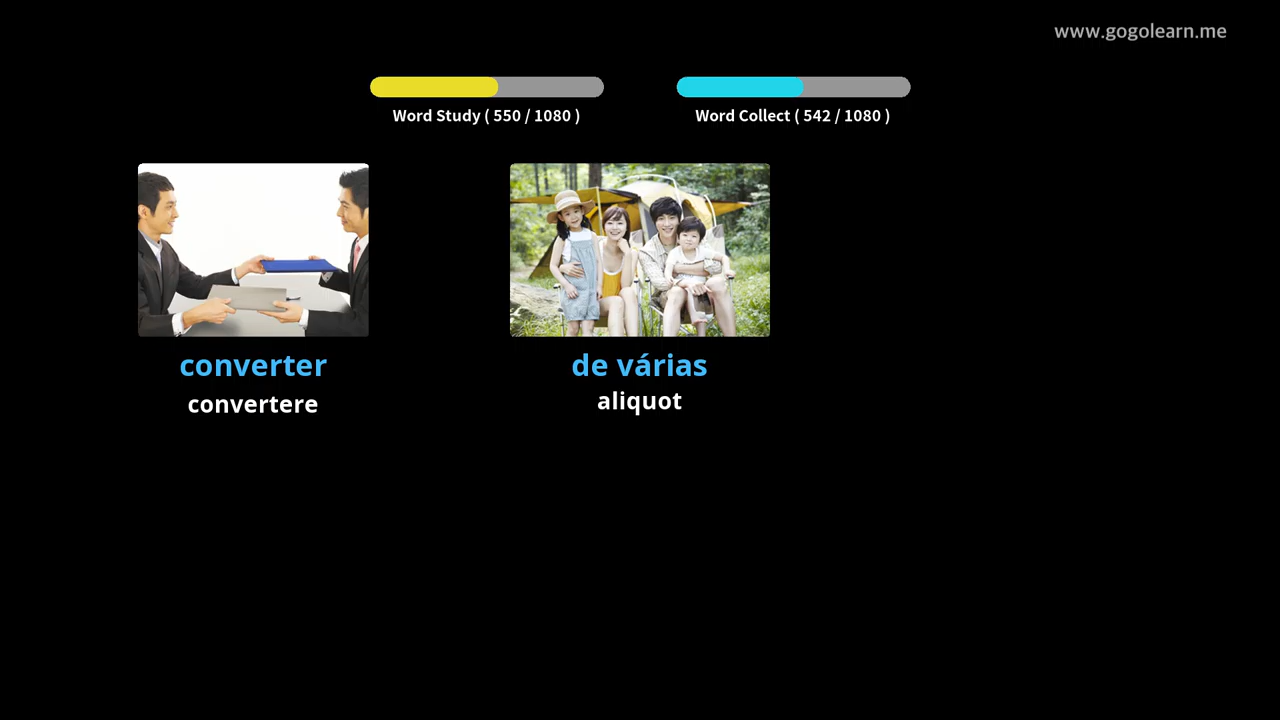 www.gogolearn.me
Word Study ( 550 / 1080 )
Word Collect ( 542 / 1080 )
converter
convertere
de várias
aliquot